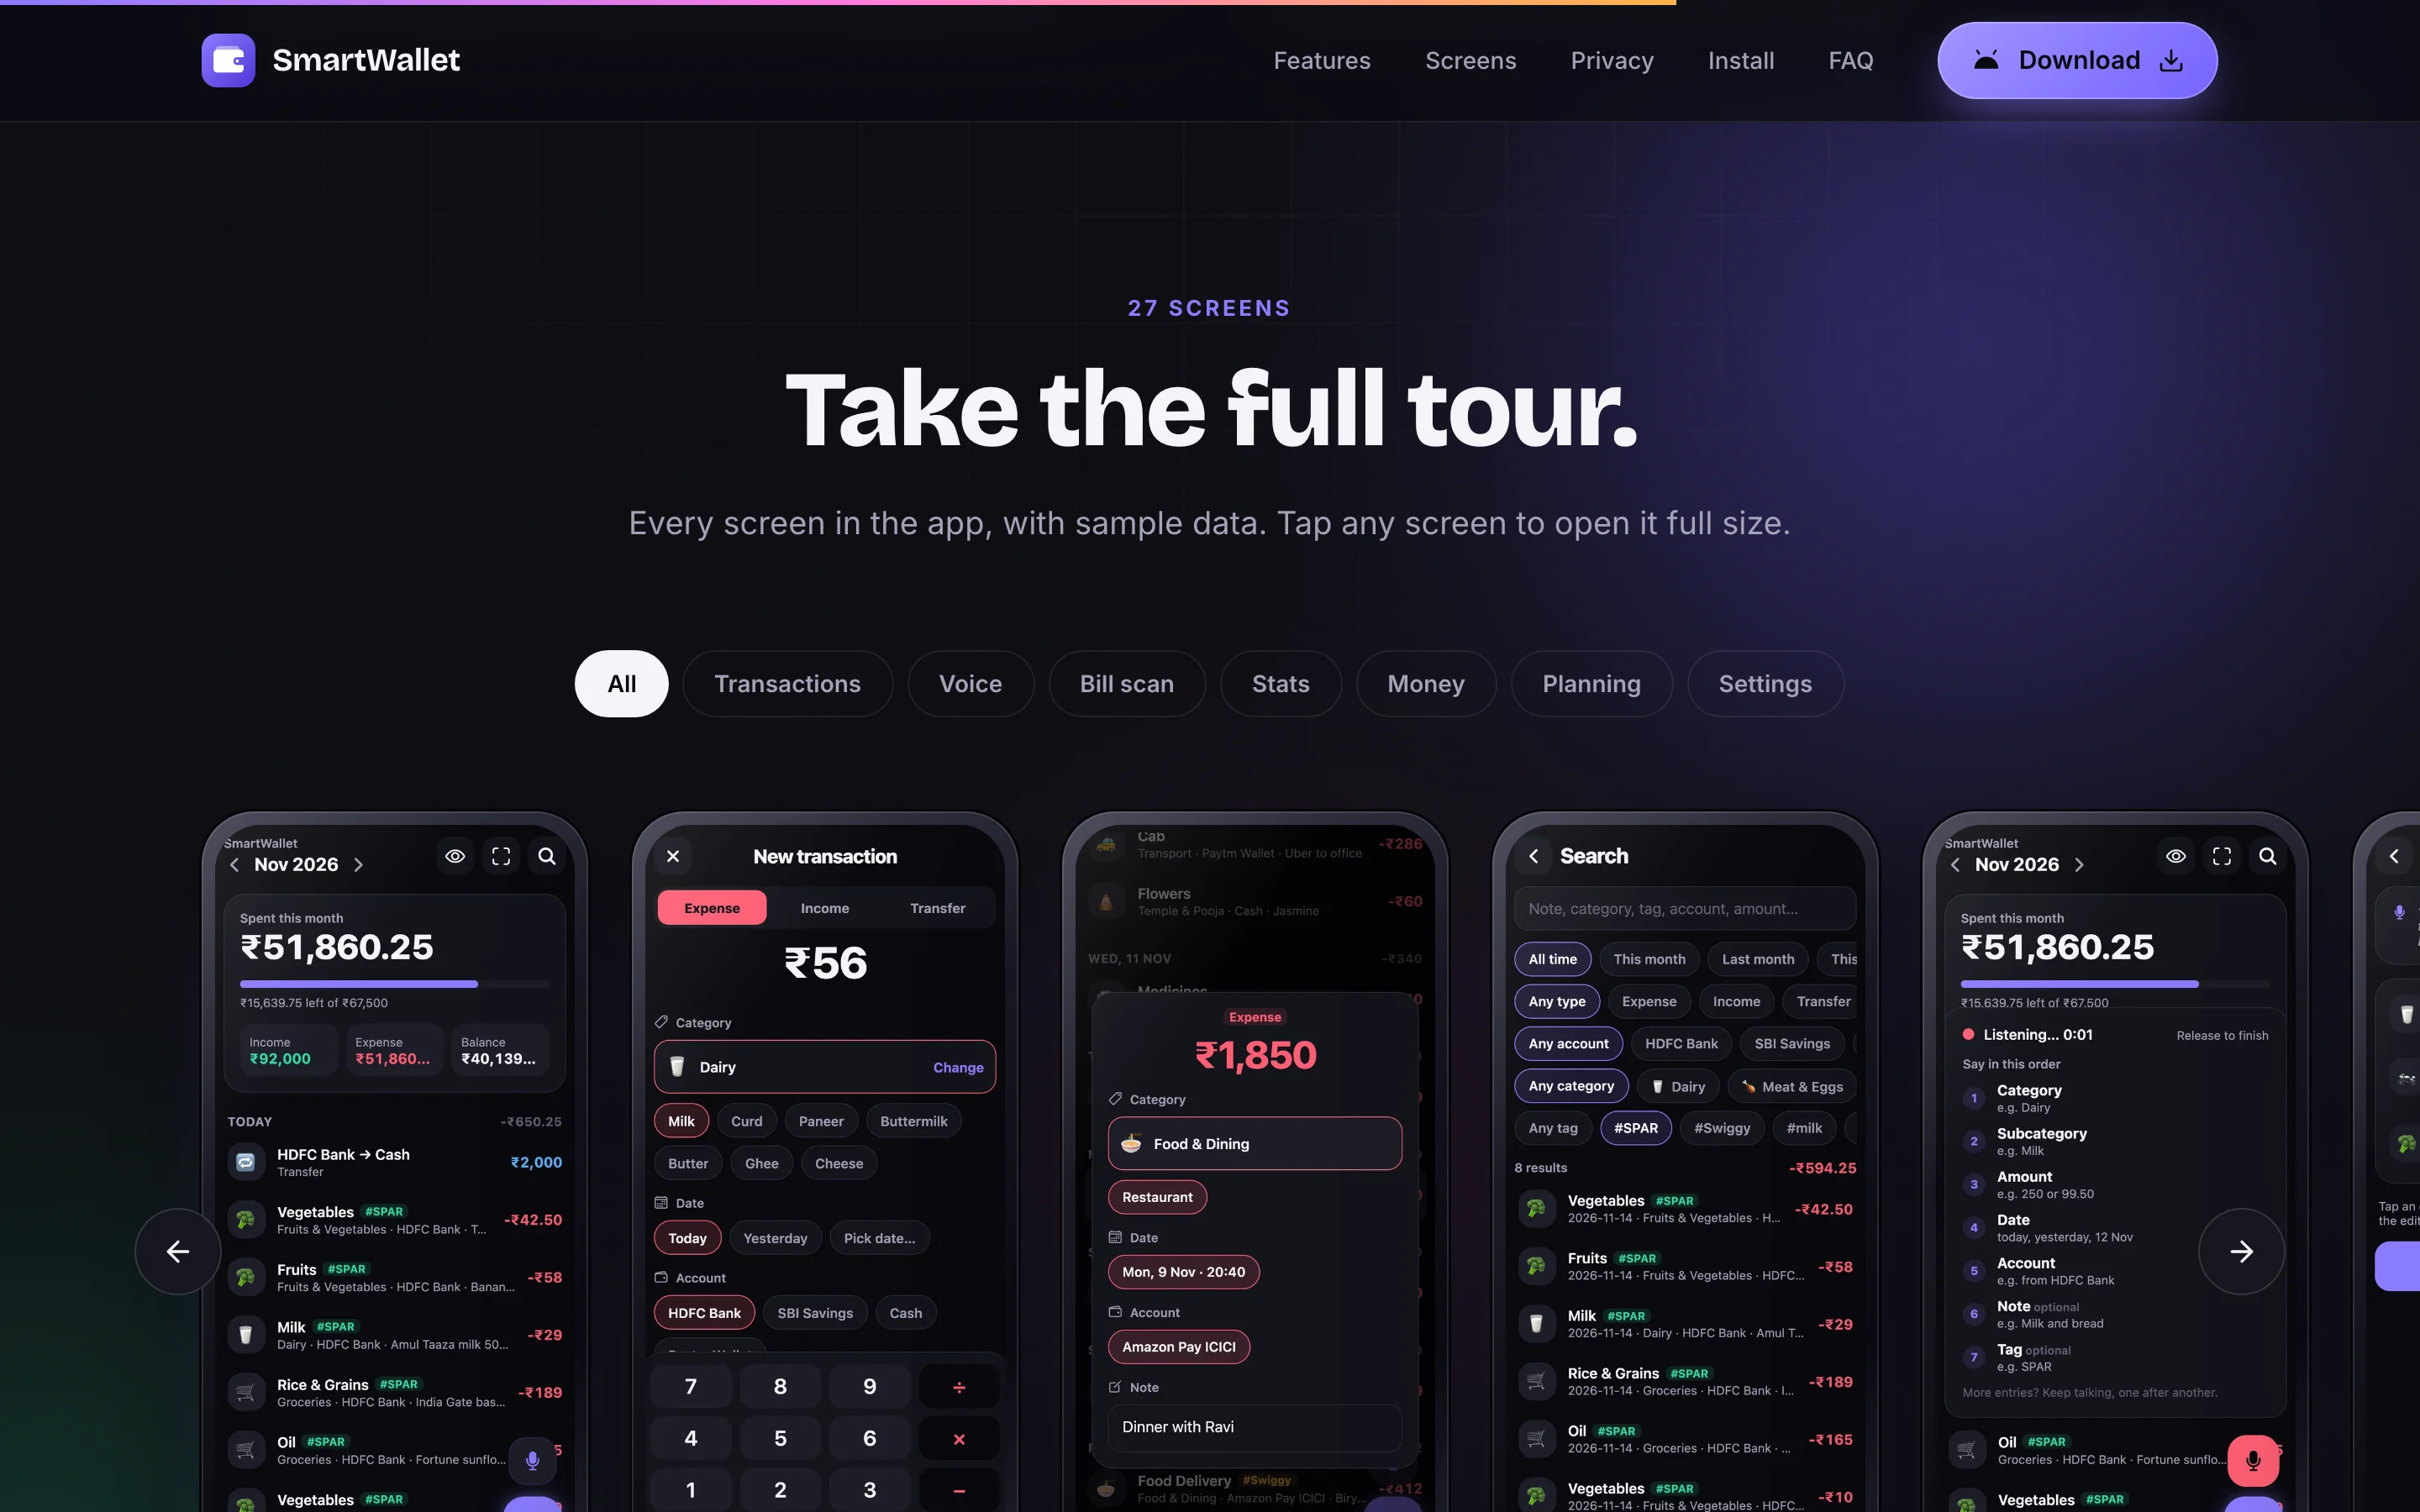 SmartWallet
Features
Screens
Privacy
Install
FAQ
Download
27 SCREENS
Take the full tour.
Every screen in the app, with sample data. Tap any screen to open it full size.
All
Transactions
Voice
Bill scan
Stats
Money
Planning
Settings
SmartWallet
Nov 2026
Spent this month
₹51,860.25
₹15,639.75 left of ₹67,500
Income
₹92,000
Expense
₹51,860...
Balance
₹40,139...
TODAY -₹650.25
HDFC Bank → Cash ₹2,000
Transfer
Vegetables #SPAR -₹42.50
Fruits & Vegetables · HDFC Bank · T...
Fruits #SPAR -₹58
Fruits & Vegetables · HDFC Bank · Banan...
Milk #SPAR -₹29
Dairy · HDFC Bank · Amul Taaza milk 50...
Rice & Grains #SPAR -₹189
Groceries · HDFC Bank · India Gate bas...
Oil #SPAR
Groceries · HDFC Bank · Fortune sunflo...
Vegetables #SPAR
New transaction
Expense
Income
Transfer
₹56
Category
Dairy
Change
Milk
Curd
Paneer
Buttermilk
Butter
Ghee
Cheese
Date
Today
Yesterday
Pick date...
Account
HDFC Bank
SBI Savings
Cash
7 8 9 ÷
4 5 6 ×
1 2 3 −
Cab -₹286
Transport · Paytm Wallet · Uber to office
Flowers -₹60
Temple & Pooja · Cash · Jasmine
WED, 11 NOV -₹340
Medicines
Expense
₹1,850
Category
Food & Dining
Restaurant
Date
Mon, 9 Nov · 20:40
Account
Amazon Pay ICICI
Note
Dinner with Ravi
Food Delivery #Swiggy -₹412
Food & Dining · Amazon Pay ICICI · Biry...
Search
Note, category, tag, account, amount...
All time
This month
Last month
This
Any type
Expense
Income
Transfer
Any account
HDFC Bank
SBI Savings
Any category
Dairy
Meat & Eggs
Any tag
#SPAR
#Swiggy
#milk
8 results -₹594.25
Vegetables #SPAR -₹42.50
2026-11-14 · Fruits & Vegetables · H...
Fruits #SPAR -₹58
2026-11-14 · Fruits & Vegetables · HDFC...
Milk #SPAR -₹29
2026-11-14 · Dairy · HDFC Bank · Amul T...
Rice & Grains #SPAR -₹189
2026-11-14 · Groceries · HDFC Bank · I...
Oil #SPAR -₹165
2026-11-14 · Groceries · HDFC Bank · ...
Vegetables #SPAR -₹10
2026-11-14 · Fruits & Vegetables · HDFC...
SmartWallet
Nov 2026
Spent this month
₹51,860.25
₹15,639.75 left of ₹67,500
Listening... 0:01
Release to finish
Say in this order
1 Category
e.g. Dairy
2 Subcategory
e.g. Milk
3 Amount
e.g. 250 or 99.50
4 Date
today, yesterday, 12 Nov
5 Account
e.g. from HDFC Bank
6 Note optional
e.g. Milk and bread
7 Tag optional
e.g. SPAR
More entries? Keep talking, one after another.
Oil #SPAR
Groceries · HDFC Bank · Fortune sunflo...
Vegetables #SPAR
Tap an
the edit